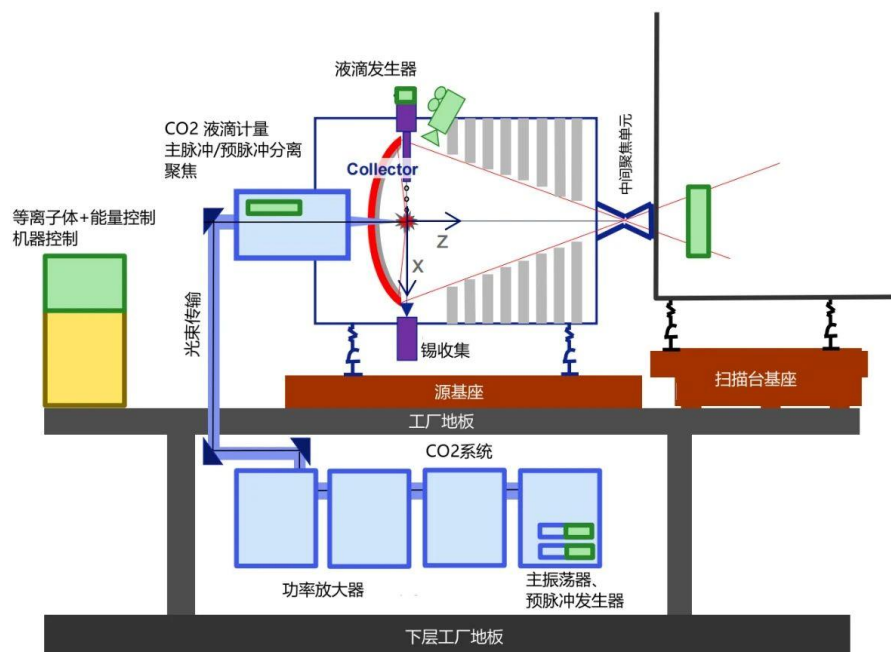 液滴发生器
CO2 液滴计量
主脉冲/预脉冲分离
聚焦
Collector
中间聚焦单元
等离子体+能量控制
机器控制
Z
X
光束传输
锡收集
源基座
扫描台基座
工厂地板
CO2系统
功率放大器
主振荡器、
预脉冲发生器
下层工厂地板